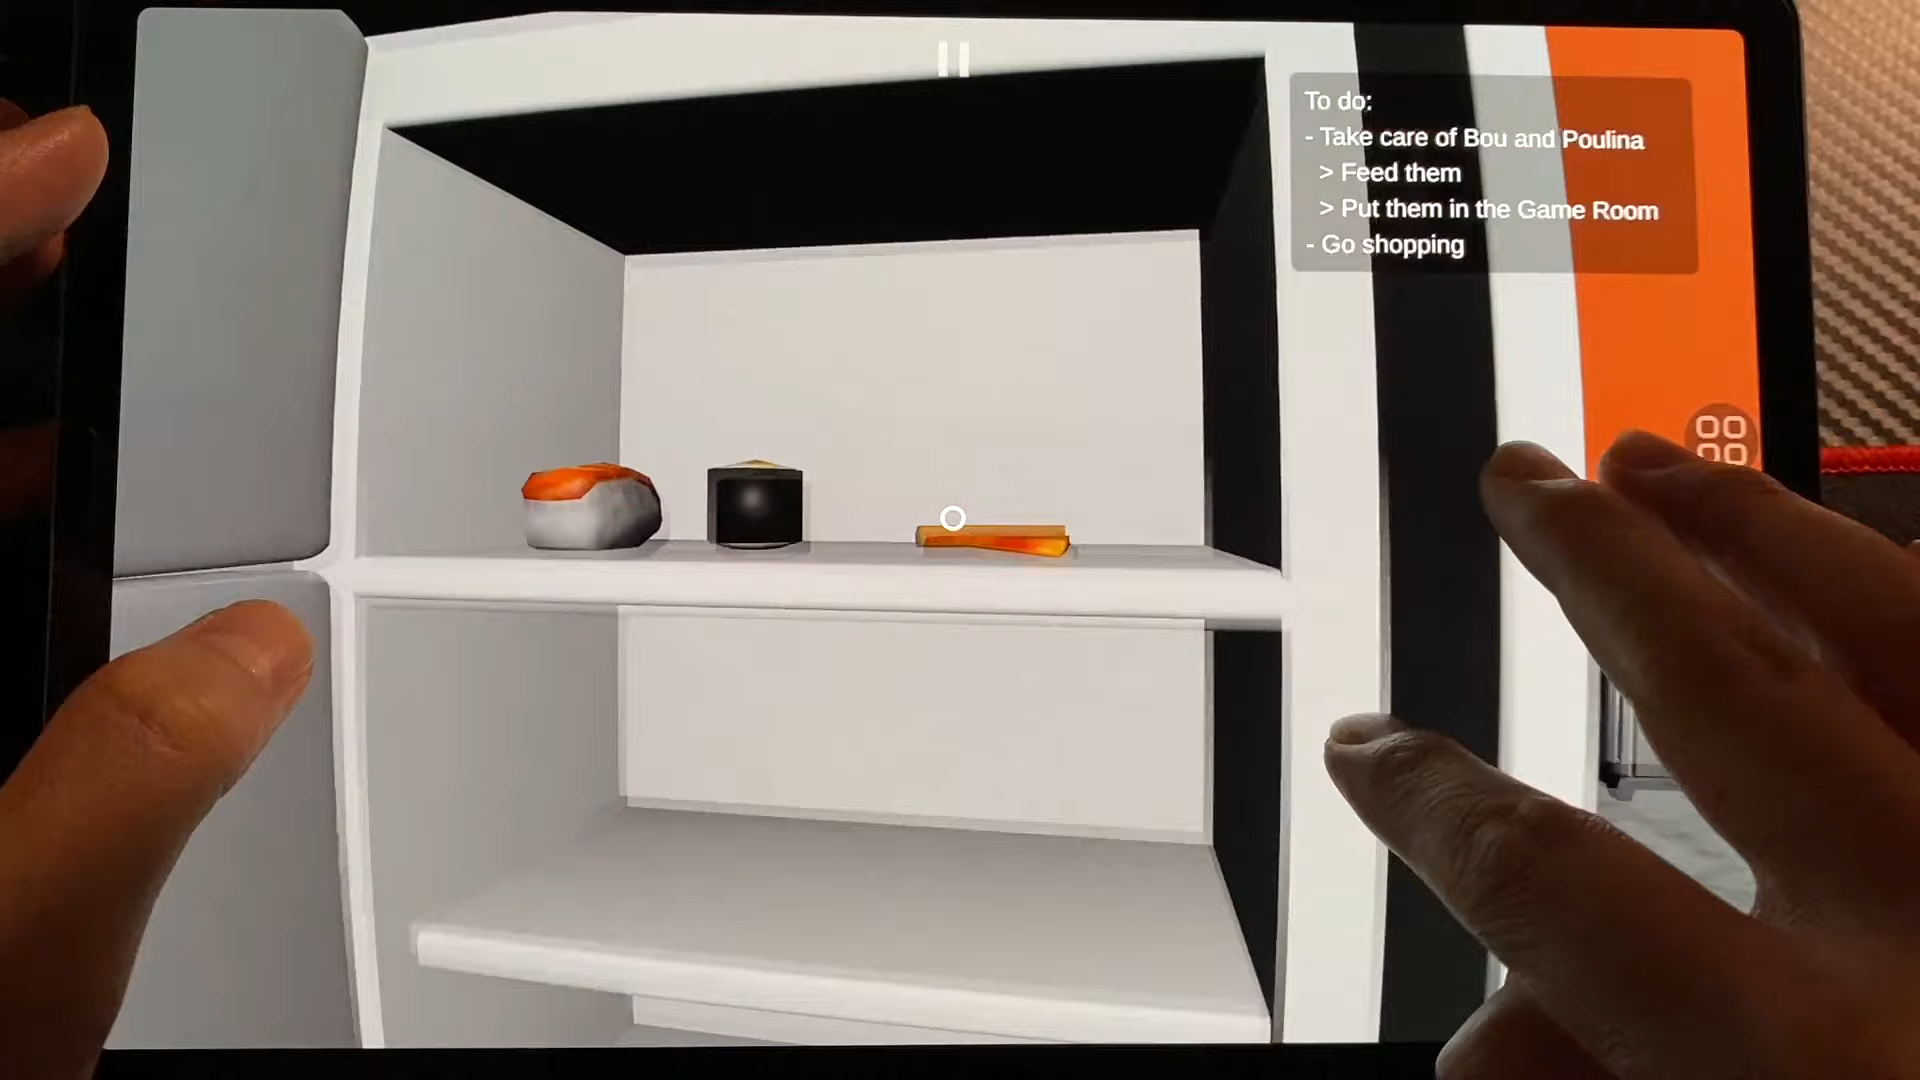 To do:
- Take care of Bou and Poulina
> Feed them
> Put them in the Game Room
- Go shopping